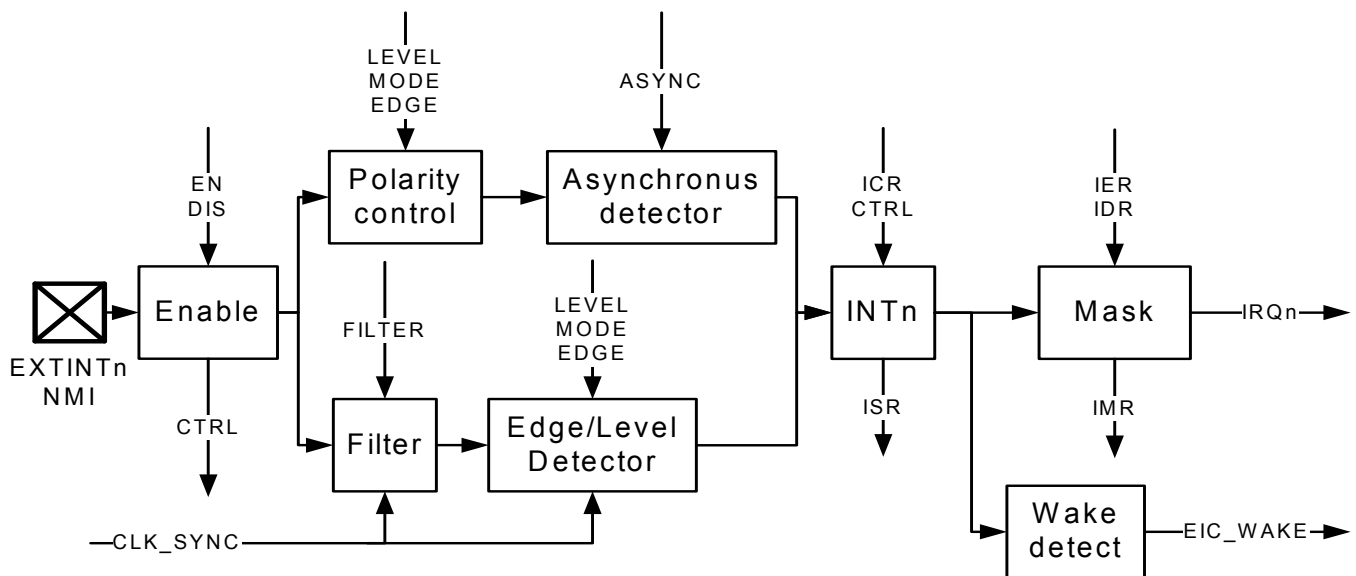 LEVEL
MODE
EDGE
ASYNC
EN
DIS
Polarity
control
Asynchronus
detector
ICR
CTRL
IER
IDR
Enable
FILTER
LEVEL
MODE
EDGE
INTn
Mask
IRQn
EXTINTn
NMI
CTRL
Filter
Edge/Level
Detector
ISR
IMR
CLK_SYNC
Wake
detect
EIC_WAKE